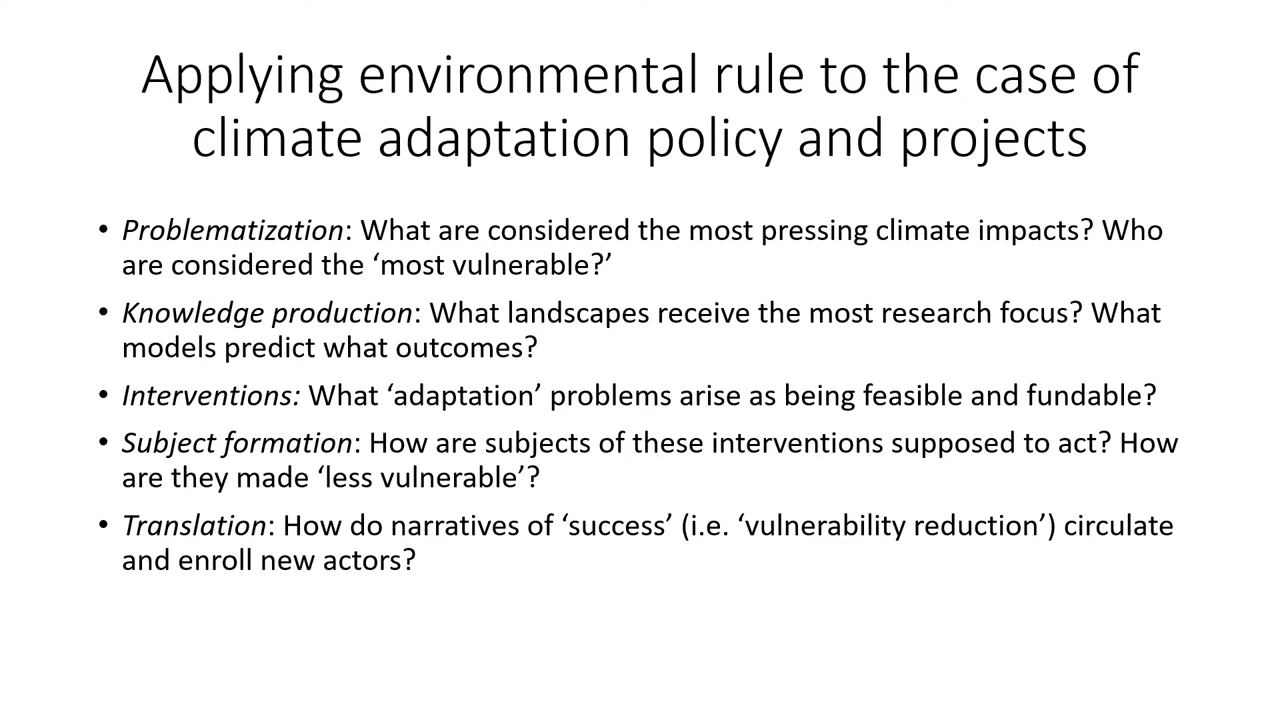 Applying environmental rule to the case of
climate adaptation policy and projects
• Problematization: What are considered the most pressing climate impacts? Who
are considered the ‘most vulnerable?’
• Knowledge production: What landscapes receive the most research focus? What
models predict what outcomes?
• Interventions: What ‘adaptation’ problems arise as being feasible and fundable?
• Subject formation: How are subjects of these interventions supposed to act? How
are they made ‘less vulnerable’?
• Translation: How do narratives of ‘success’ (i.e. ‘vulnerability reduction’) circulate
and enroll new actors?